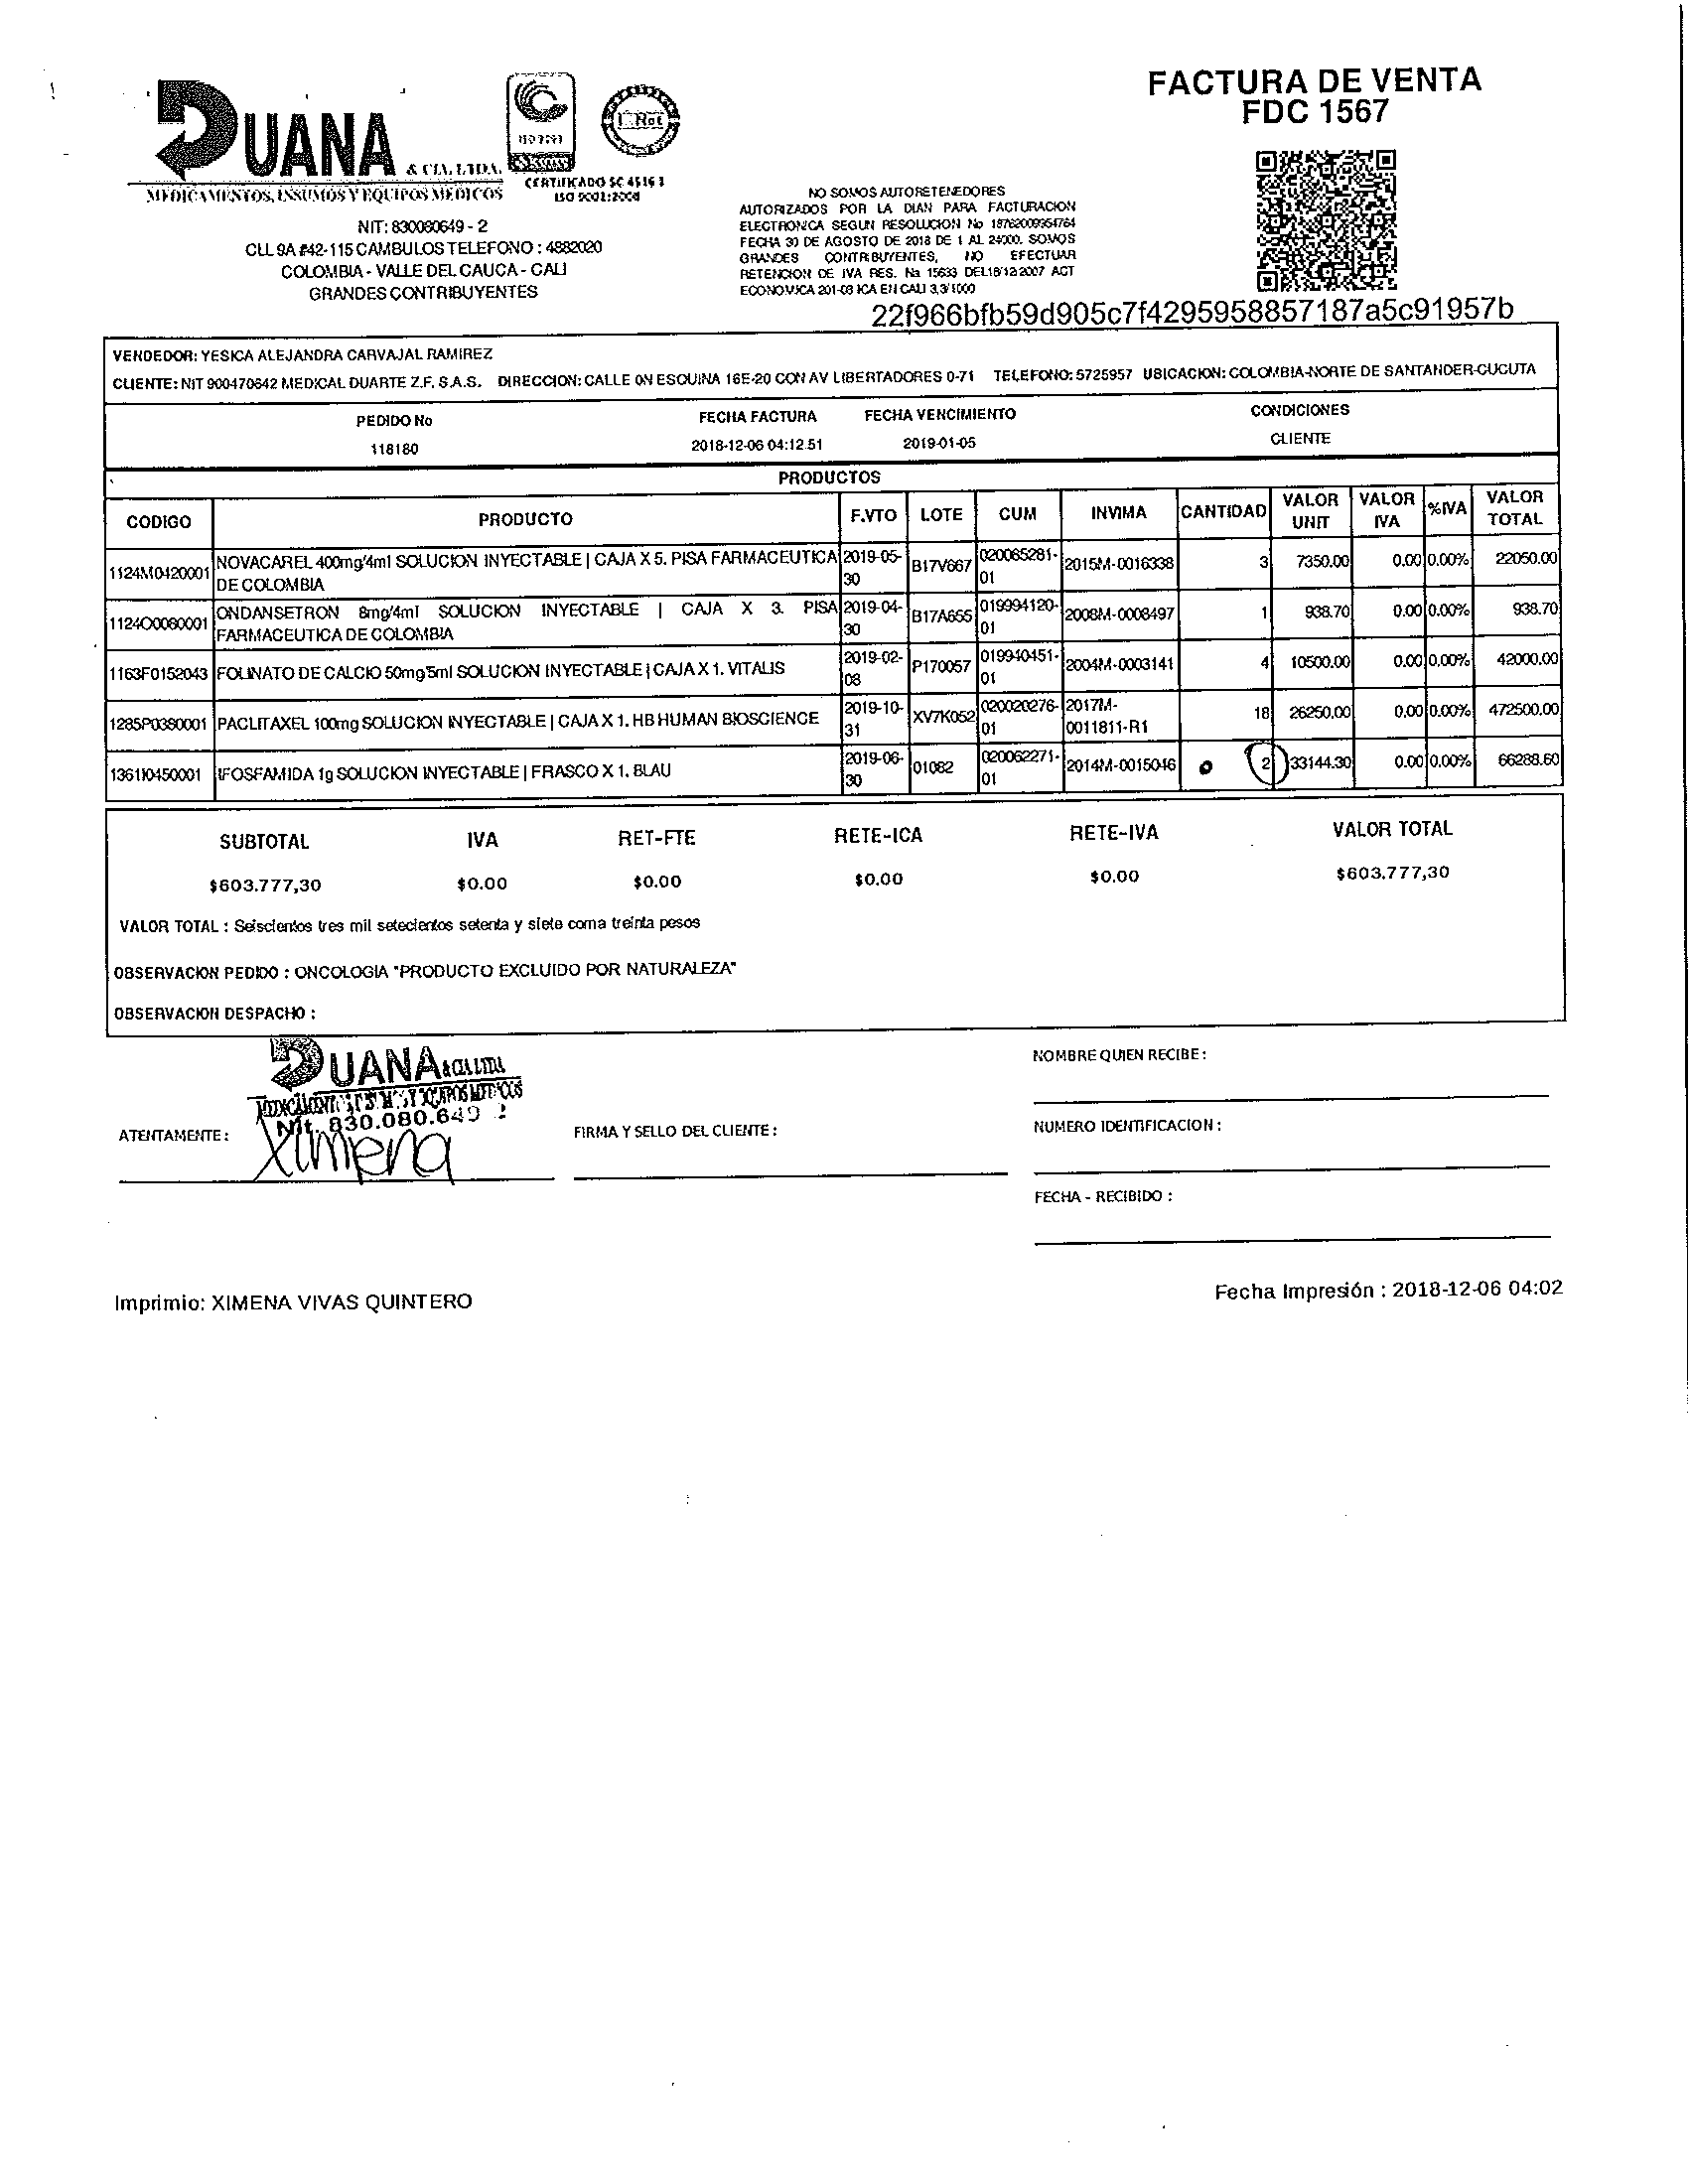 FACTURA DE VENTA
FDC 1567
DUANA & CIA. LTDA.
MEDICAMENTOS, INSUMOS Y EQUIPOS MEDICOS
CERTIFICADO SC 4516 1
ISO 9001:2008
NIT: 830080649 - 2
CLL 9A #42-115 CAMBULOS TELEFONO : 4882020
COLOMBIA - VALLE DEL CAUCA - CALI
GRANDES CONTRIBUYENTES
NO SOMOS AUTORETENEDORES
AUTORIZADOS POR LA DIAN PARA FACTURACION
ELECTRONICA SEGUN RESOLUCION No 18762009954764
FECHA 30 DE AGOSTO DE 2018 DE 1 AL 24000. SOMOS
GRANDES CONTRIBUYENTES, NO EFECTUAR
RETENCION DE IVA RES. No 15633 DEL18/12/2007 ACT
ECONOMICA 201-03 ICA EN CALI 3,3/1000
22f966bfb59d905c7f4295958857187a5c91957b
VENDEDOR: YESICA ALEJANDRA CARVAJAL RAMIREZ
CLIENTE: NIT 900470642 MEDICAL DUARTE Z.F. S.A.S. DIRECCION: CALLE 0N ESQUINA 16E-20 CON AV LIBERTADORES 0-71 TELEFONO: 5725957 UBICACION: COLOMBIA-NORTE DE SANTANDER-CUCUTA
PEDIDO No FECHA FACTURA FECHA VENCIMIENTO CONDICIONES
118180 2018-12-06 04:12:51 2019-01-05 CLIENTE
PRODUCTOS
CODIGO PRODUCTO F.VTO LOTE CUM INVIMA CANTIDAD VALOR UNIT VALOR IVA %IVA VALOR TOTAL
1124M0420001 NOVACAREL 400mg/4ml SOLUCION INYECTABLE | CAJA X 5. PISA FARMACEUTICA DE COLOMBIA 2019-05-30 B17V667 020065281-01 2015M-0016338 3 7350.00 0.00 0.00% 22050.00
1124O0080001 ONDANSETRON 8mg/4ml SOLUCION INYECTABLE | CAJA X 3. PISA FARMACEUTICA DE COLOMBIA 2019-04-30 B17A655 019994120-01 2008M-0008497 1 938.70 0.00 0.00% 938.70
1163F0152043 FOLINATO DE CALCIO 50mg/5ml SOLUCION INYECTABLE | CAJA X 1. VITALIS 2019-02-08 P170057 019940451-01 2004M-0003141 4 10500.00 0.00 0.00% 42000.00
1285P0380001 PACLITAXEL 100mg SOLUCION INYECTABLE | CAJA X 1. HB HUMAN BIOSCIENCE 2019-10-31 XV7K052 020020276-01 2017M-0011811-R1 18 26250.00 0.00 0.00% 472500.00
1361I0450001 IFOSFAMIDA 1g SOLUCION INYECTABLE | FRASCO X 1. BLAU 2019-06-30 01082 020062271-01 2014M-0015046 2 33144.30 0.00 0.00% 66288.60
SUBTOTAL IVA RET-FTE RETE-ICA RETE-IVA VALOR TOTAL
$603.777,30 $0.00 $0.00 $0.00 $0.00 $603.777,30
VALOR TOTAL : Seiscientos tres mil setecientos setenta y siete coma treinta pesos
OBSERVACION PEDIDO : ONCOLOGIA "PRODUCTO EXCLUIDO POR NATURALEZA"
OBSERVACION DESPACHO :
DUANA & CIA LTDA
Nit. 830.080.649 2
ATENTAMENTE :
Ximena
FIRMA Y SELLO DEL CLIENTE :
NOMBRE QUIEN RECIBE :
NUMERO IDENTIFICACION :
FECHA - RECIBIDO :
Imprimio: XIMENA VIVAS QUINTERO
Fecha Impresión : 2018-12-06 04:02